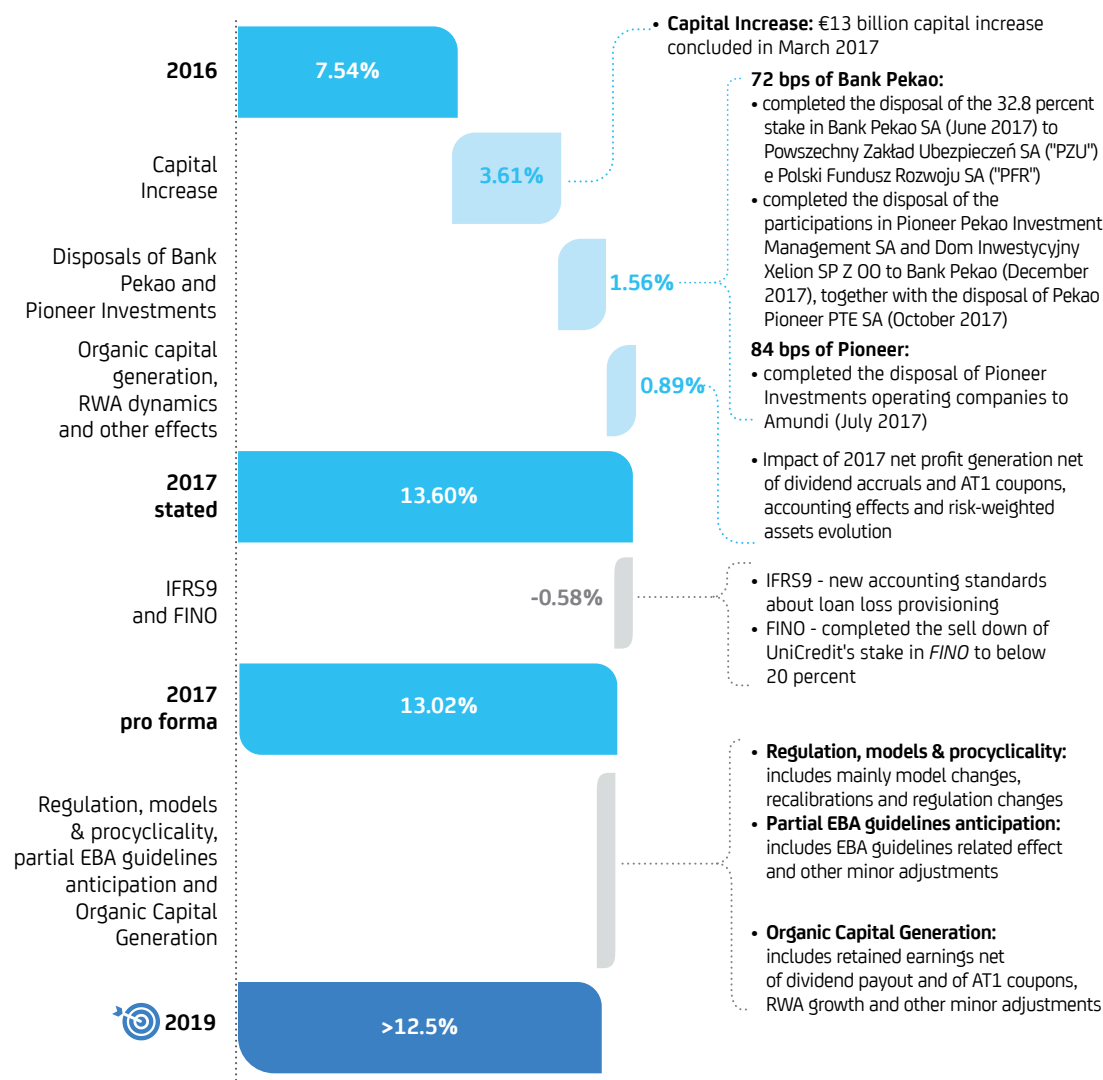 2016
7.54%
• Capital Increase: €13 billion capital increase
concluded in March 2017
Capital
Increase
3.61%
72 bps of Bank Pekao:
• completed the disposal of the 32.8 percent
stake in Bank Pekao SA (June 2017) to
Powszechny Zakład Ubezpieczeń SA ("PZU")
e Polski Fundusz Rozwoju SA ("PFR")
• completed the disposal of the
participations in Pioneer Pekao Investment
Management SA and Dom Inwestycyjny
Xelion SP Z OO to Bank Pekao (December
2017), together with the disposal of Pekao
Pioneer PTE SA (October 2017)
84 bps of Pioneer:
• completed the disposal of Pioneer
Investments operating companies to
Amundi (July 2017)
Disposals of Bank
Pekao and
Pioneer Investments
1.56%
Organic capital
generation,
RWA dynamics
and other effects
0.89%
• Impact of 2017 net profit generation net
of dividend accruals and AT1 coupons,
accounting effects and risk-weighted
assets evolution
2017
stated
13.60%
IFRS9
and FINO
-0.58%
• IFRS9 - new accounting standards
about loan loss provisioning
• FINO - completed the sell down of
UniCredit's stake in FINO to below
20 percent
2017
pro forma
13.02%
Regulation, models
& procyclicality,
partial EBA guidelines
anticipation and
Organic Capital
Generation
• Regulation, models & procyclicality:
includes mainly model changes,
recalibrations and regulation changes
• Partial EBA guidelines anticipation:
includes EBA guidelines related effect
and other minor adjustments
• Organic Capital Generation:
includes retained earnings net
of dividend payout and of AT1 coupons,
RWA growth and other minor adjustments
2019
>12.5%